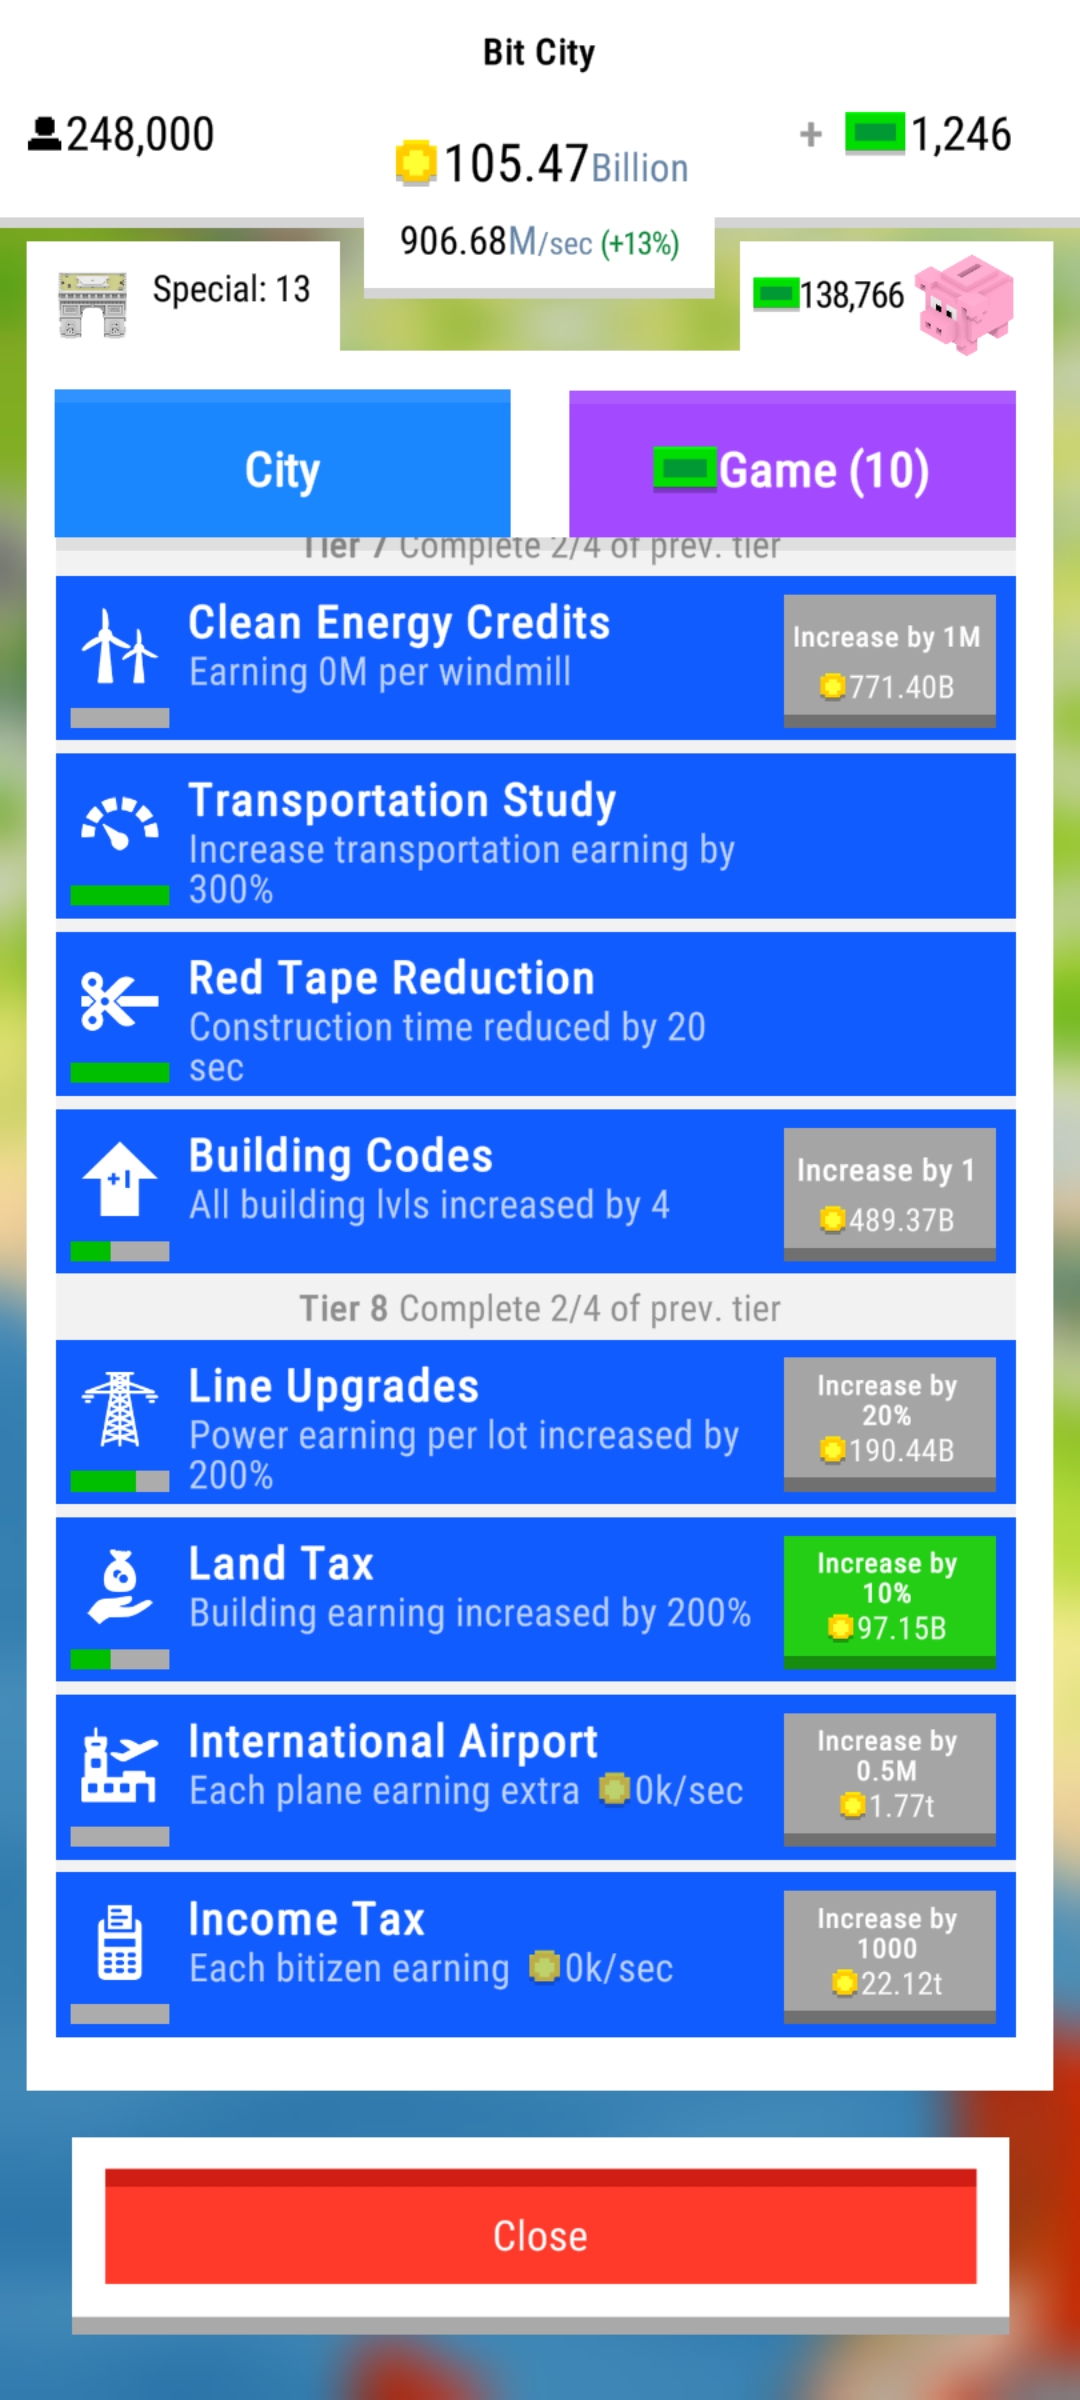 Bit City
248,000
105.47Billion
+ 1,246
906.68M/sec (+13%)
Special: 13
138,766
City
Game (10)
Tier 7 Complete 2/4 of prev. tier
Clean Energy Credits
Earning 0M per windmill
Increase by 1M
771.40B
Transportation Study
Increase transportation earning by
300%
Red Tape Reduction
Construction time reduced by 20
sec
+1
Building Codes
All building lvls increased by 4
Increase by 1
489.37B
Tier 8 Complete 2/4 of prev. tier
Line Upgrades
Power earning per lot increased by
200%
Increase by
20%
190.44B
Land Tax
Building earning increased by 200%
Increase by
10%
97.15B
International Airport
Each plane earning extra 0k/sec
Increase by
0.5M
1.77t
Income Tax
Each bitizen earning 0k/sec
Increase by
1000
22.12t
Close